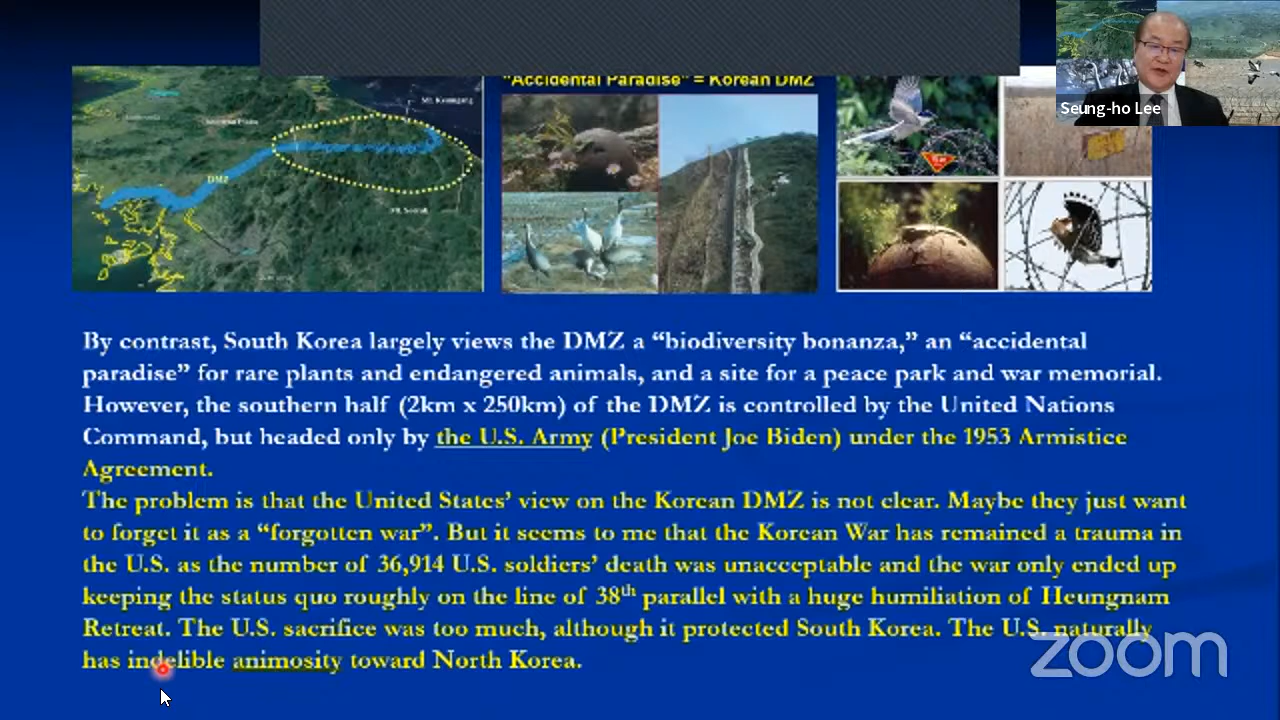 "Accidental Paradise" = Korean DMZ
Seung-ho Lee
DMZ
By contrast, South Korea largely views the DMZ a “biodiversity bonanza,” an “accidental
paradise” for rare plants and endangered animals, and a site for a peace park and war memorial.
However, the southern half (2km x 250km) of the DMZ is controlled by the United Nations
Command, but headed only by the U.S. Army (President Joe Biden) under the 1953 Armistice
Agreement.
The problem is that the United States’ view on the Korean DMZ is not clear. Maybe they just want
to forget it as a “forgotten war”. But it seems to me that the Korean War has remained a trauma in
the U.S. as the number of 36,914 U.S. soldiers’ death was unacceptable and the war only ended up
keeping the status quo roughly on the line of 38th parallel with a huge humiliation of Heungnam
Retreat. The U.S. sacrifice was too much, although it protected South Korea. The U.S. naturally
has indelible animosity toward North Korea.
zoom